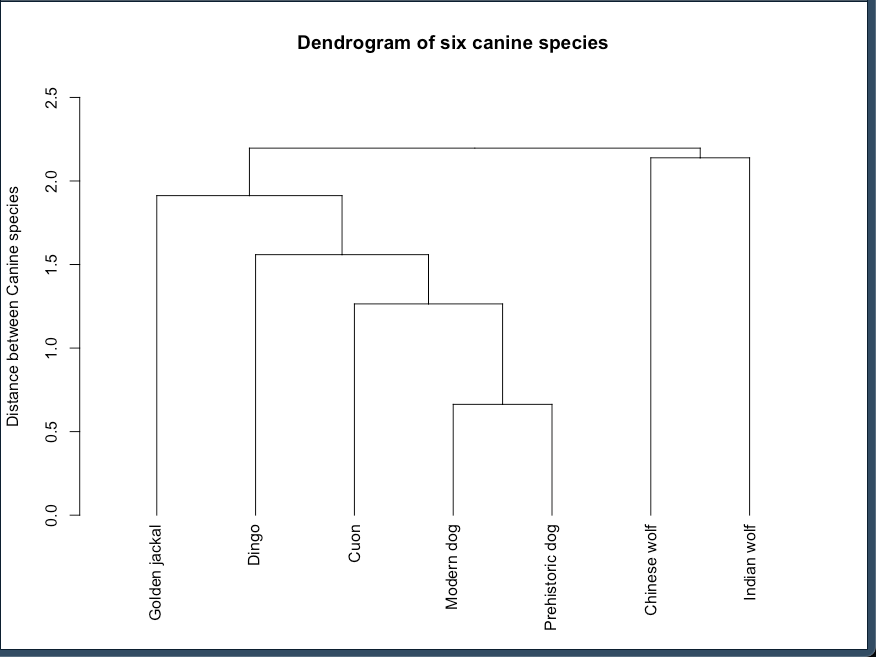 Dendrogram of six canine species
Distance between Canine species
2.5
2.0
1.5
1.0
0.5
0.0
Golden jackal
Dingo
Cuon
Modern dog
Prehistoric dog
Chinese wolf
Indian wolf